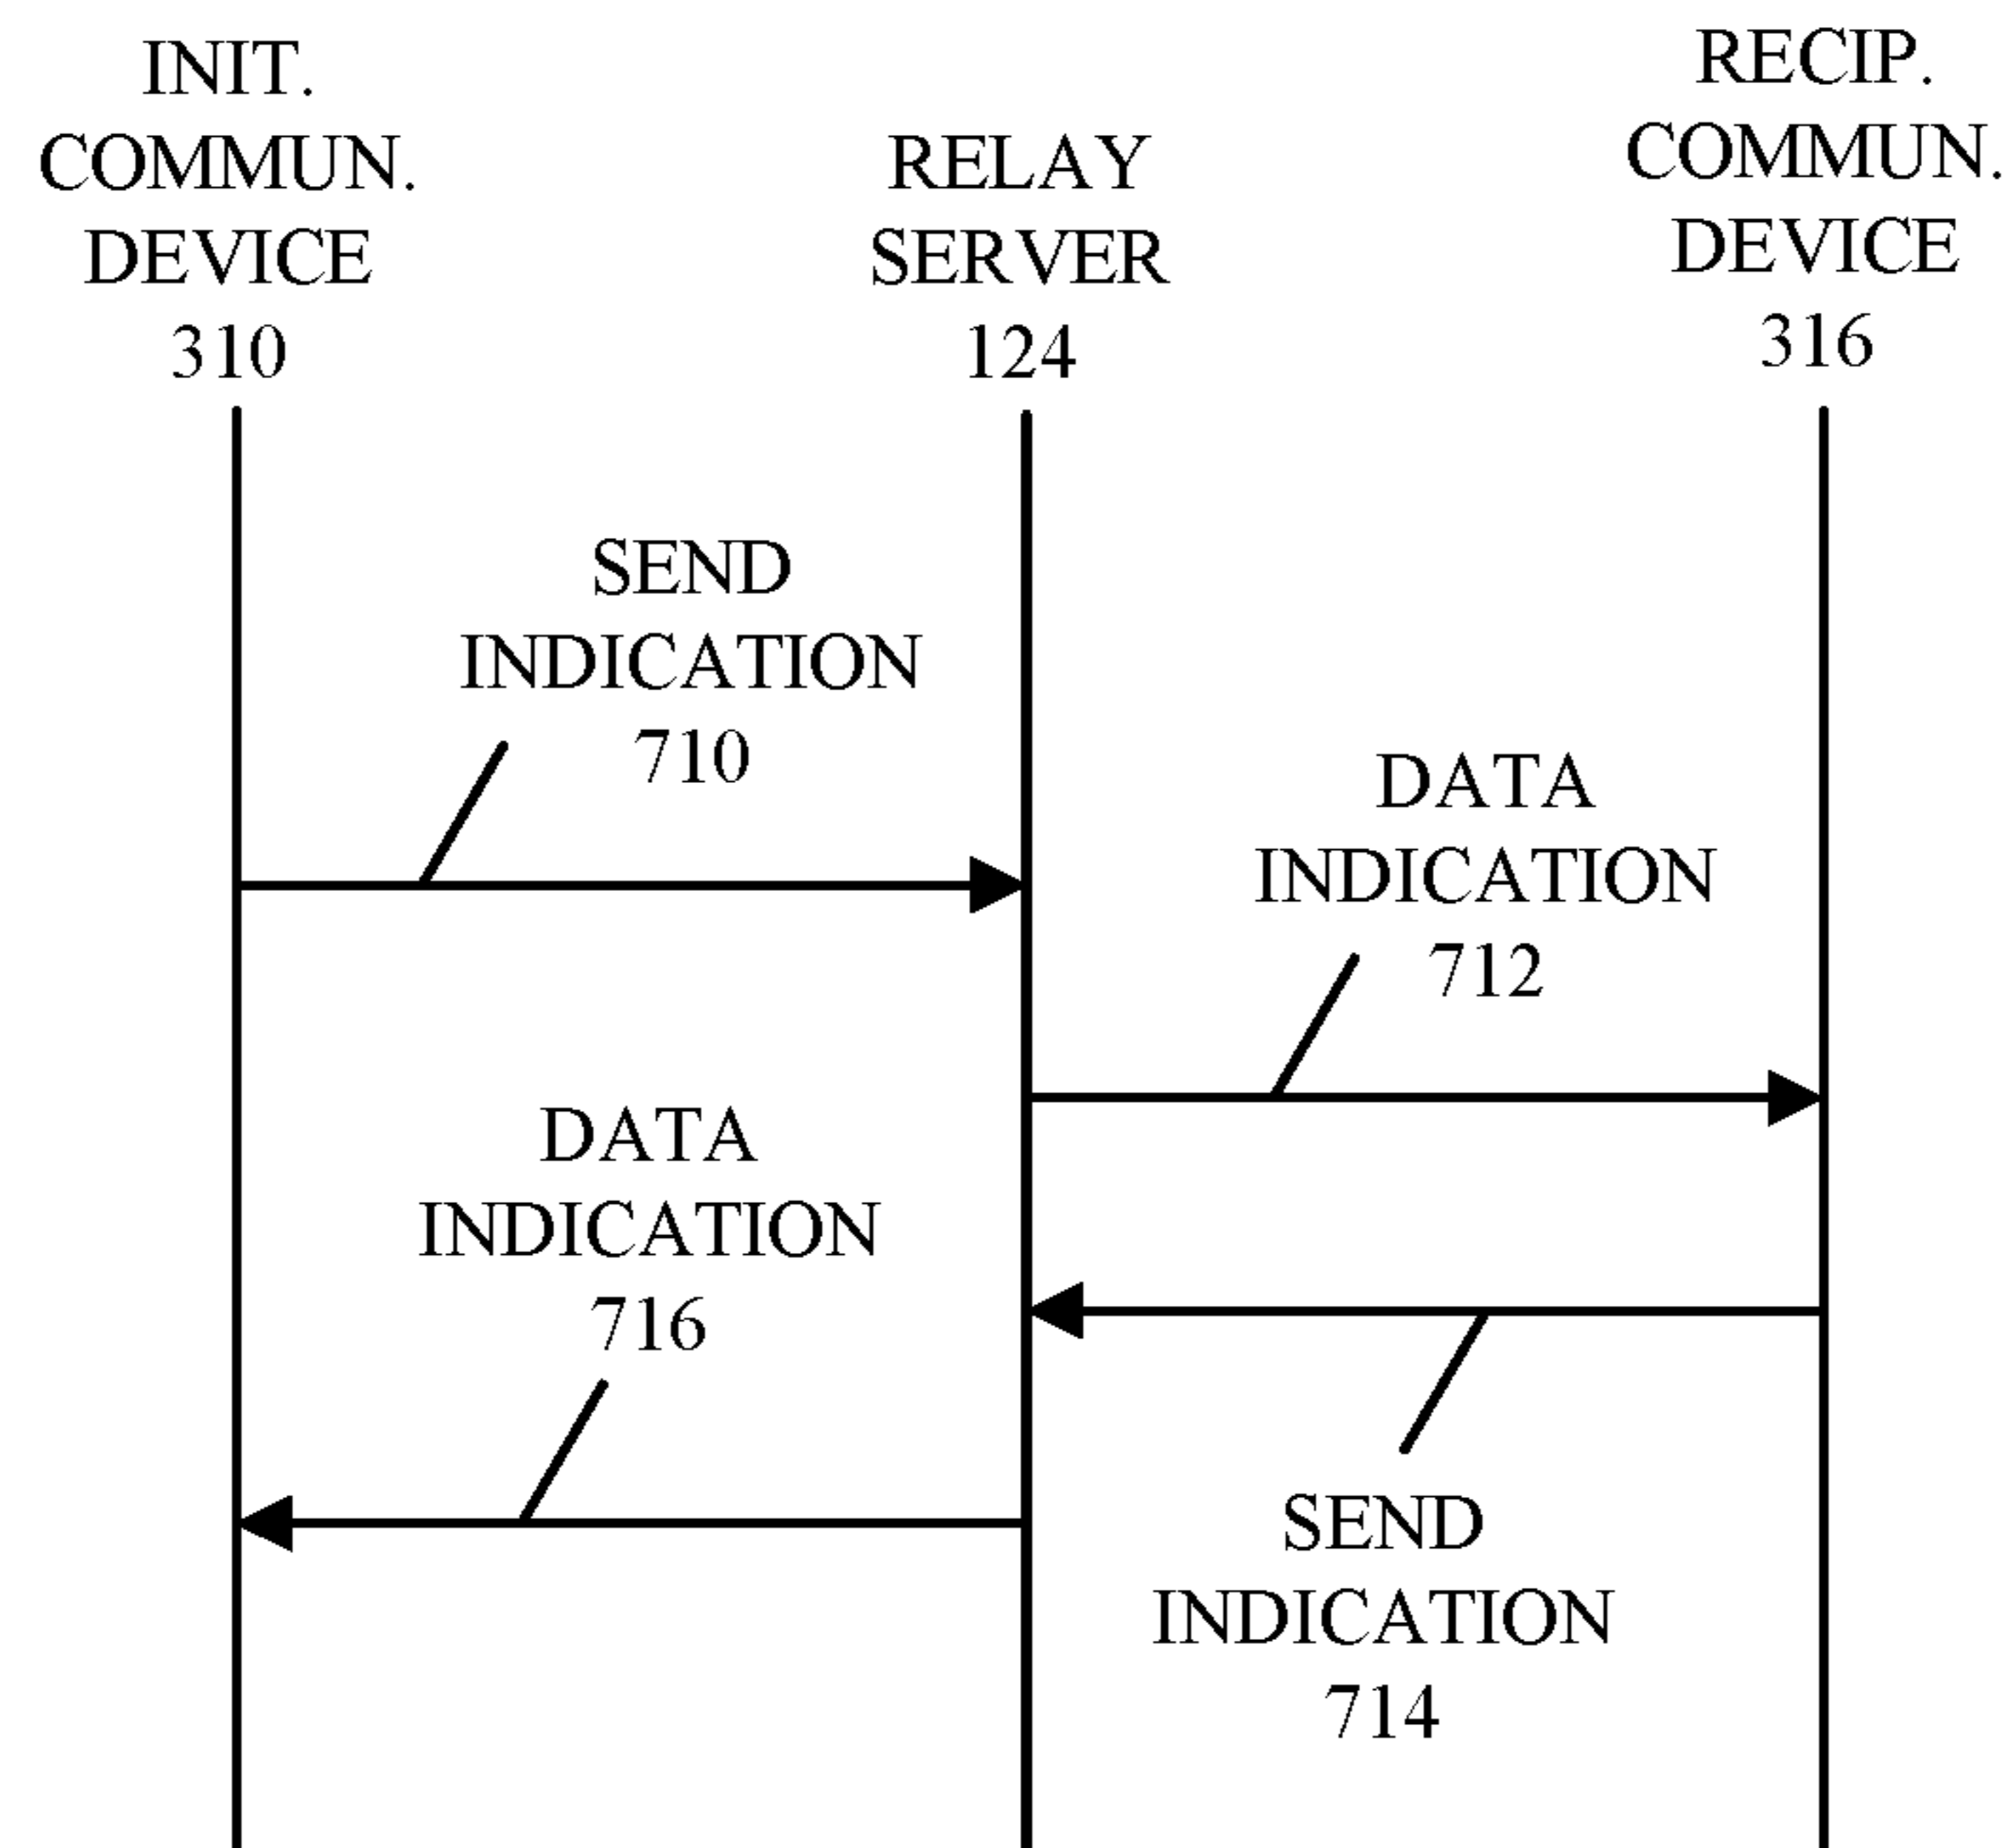 INIT.
COMMUN.
DEVICE
310
RELAY
SERVER
124
RECIP.
COMMUN.
DEVICE
316
SEND
INDICATION
710
DATA
INDICATION
712
DATA
INDICATION
716
SEND
INDICATION
714